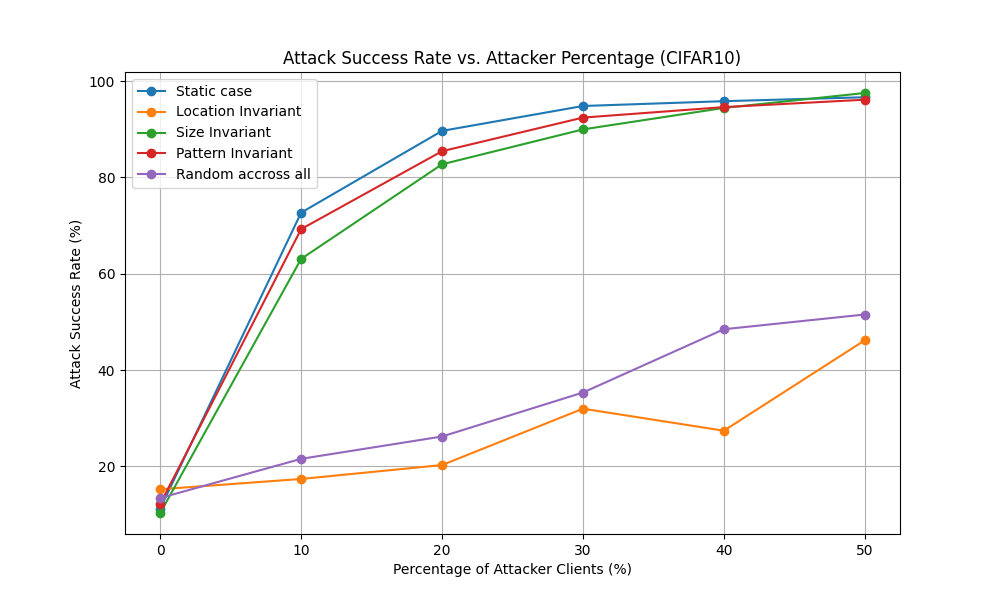 Attack Success Rate vs. Attacker Percentage (CIFAR10)
100
80
60
40
20
Attack Success Rate (%)
Static case
Location Invariant
Size Invariant
Pattern Invariant
Random accross all
0 10 20 30 40 50
Percentage of Attacker Clients (%)